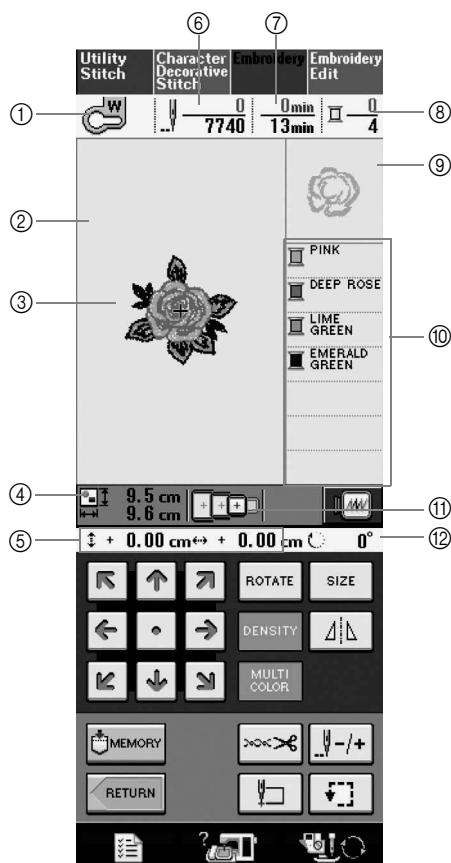 ⑥ ⑦
Utility Stitch
Character Decorative Stitch
Embroidery
Embroidery Edit
① W
0
7740
0 min
13min
0
4
⑧
②
⑨
③
PINK
DEEP ROSE
LIME GREEN
EMERALD GREEN
⑩
④ 9.5 cm
9.6 cm
⑪
⑤ + 0.00 cm + 0.00 cm 0° ⑫
ROTATE SIZE
DENSITY
MULTI COLOR
MEMORY -/+
RETURN
?